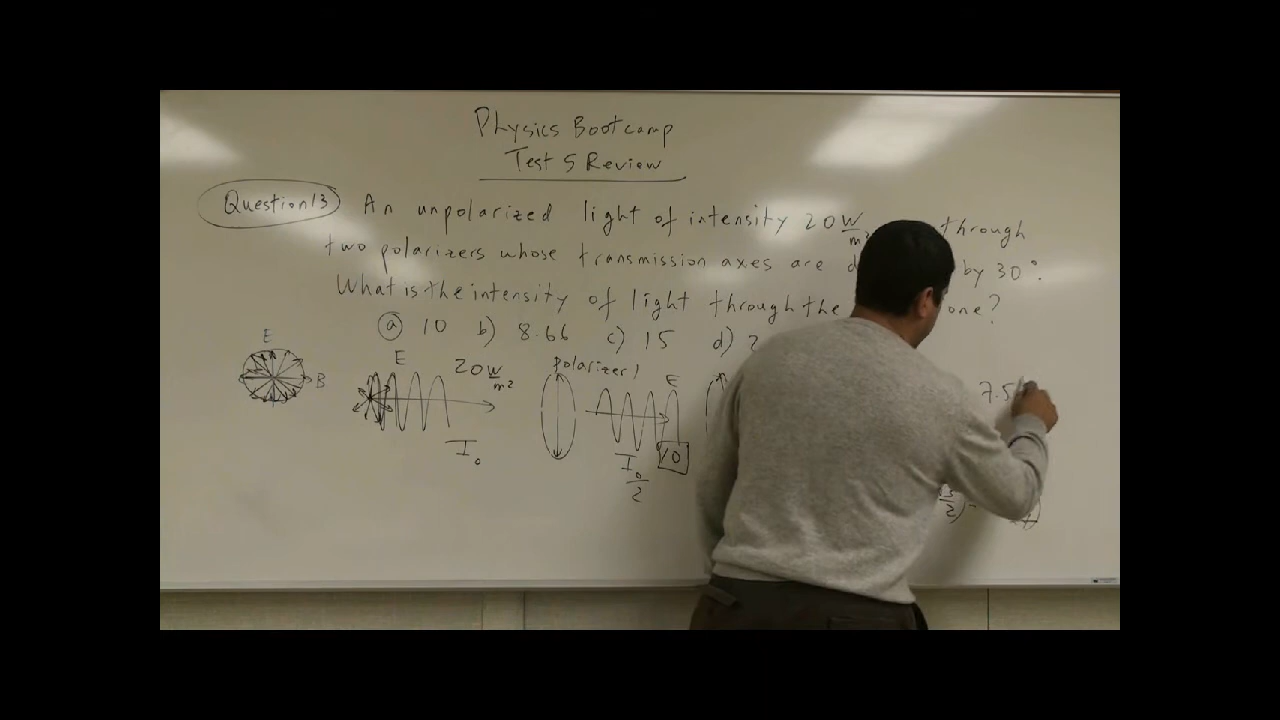 Physics Bootcamp
Test 5 Review
Question 13 An unpolarized light of intensity 20 W/m² through
two polarizers whose transmission axes are by 30°.
What is the intensity of light through the one?
a) 10 b) 8.66 c) 15 d) 2
E
B
E
20 W/m²
I₀
Polarizer 1
E
I₀/2
10
7.5